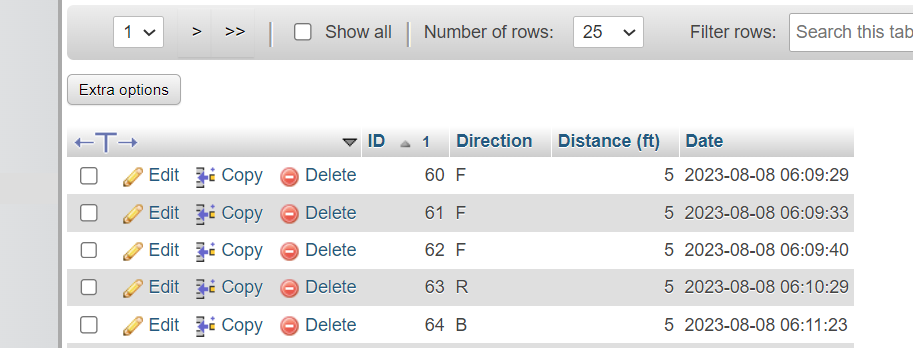 1 > >> Show all Number of rows: 25 Filter rows: Search this tab
Extra options
ID 1 Direction Distance (ft) Date
Edit Copy Delete 60 F 5 2023-08-08 06:09:29
Edit Copy Delete 61 F 5 2023-08-08 06:09:33
Edit Copy Delete 62 F 5 2023-08-08 06:09:40
Edit Copy Delete 63 R 5 2023-08-08 06:10:29
Edit Copy Delete 64 B 5 2023-08-08 06:11:23